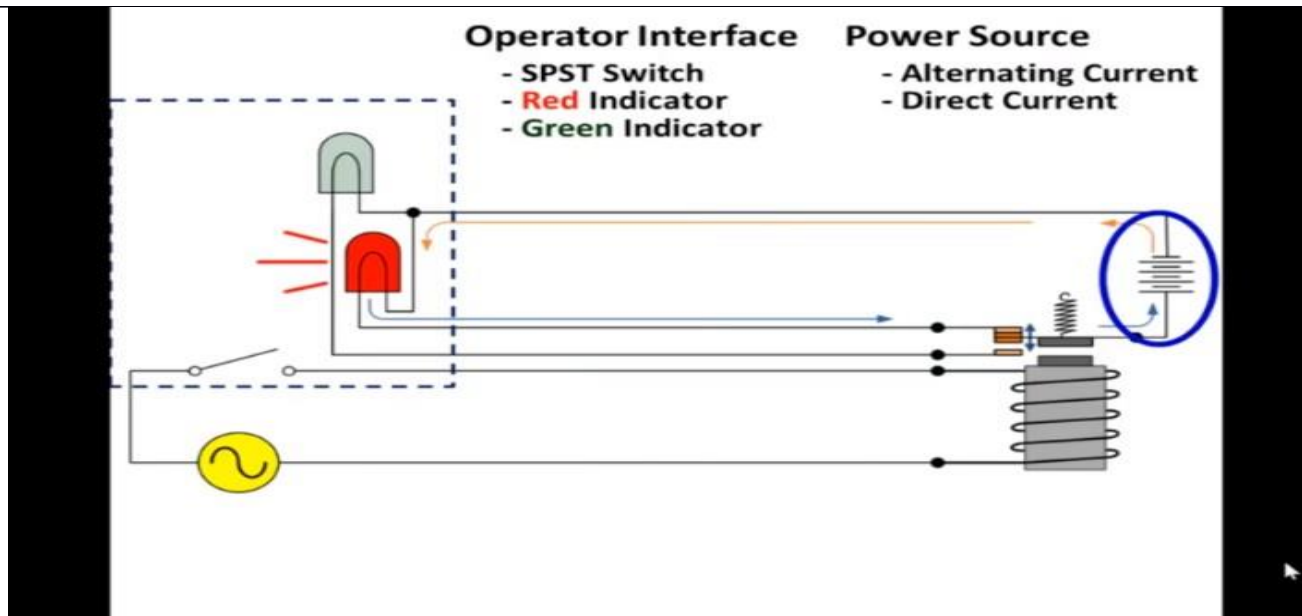 Operator Interface
- SPST Switch
- Red Indicator
- Green Indicator
Power Source
- Alternating Current
- Direct Current